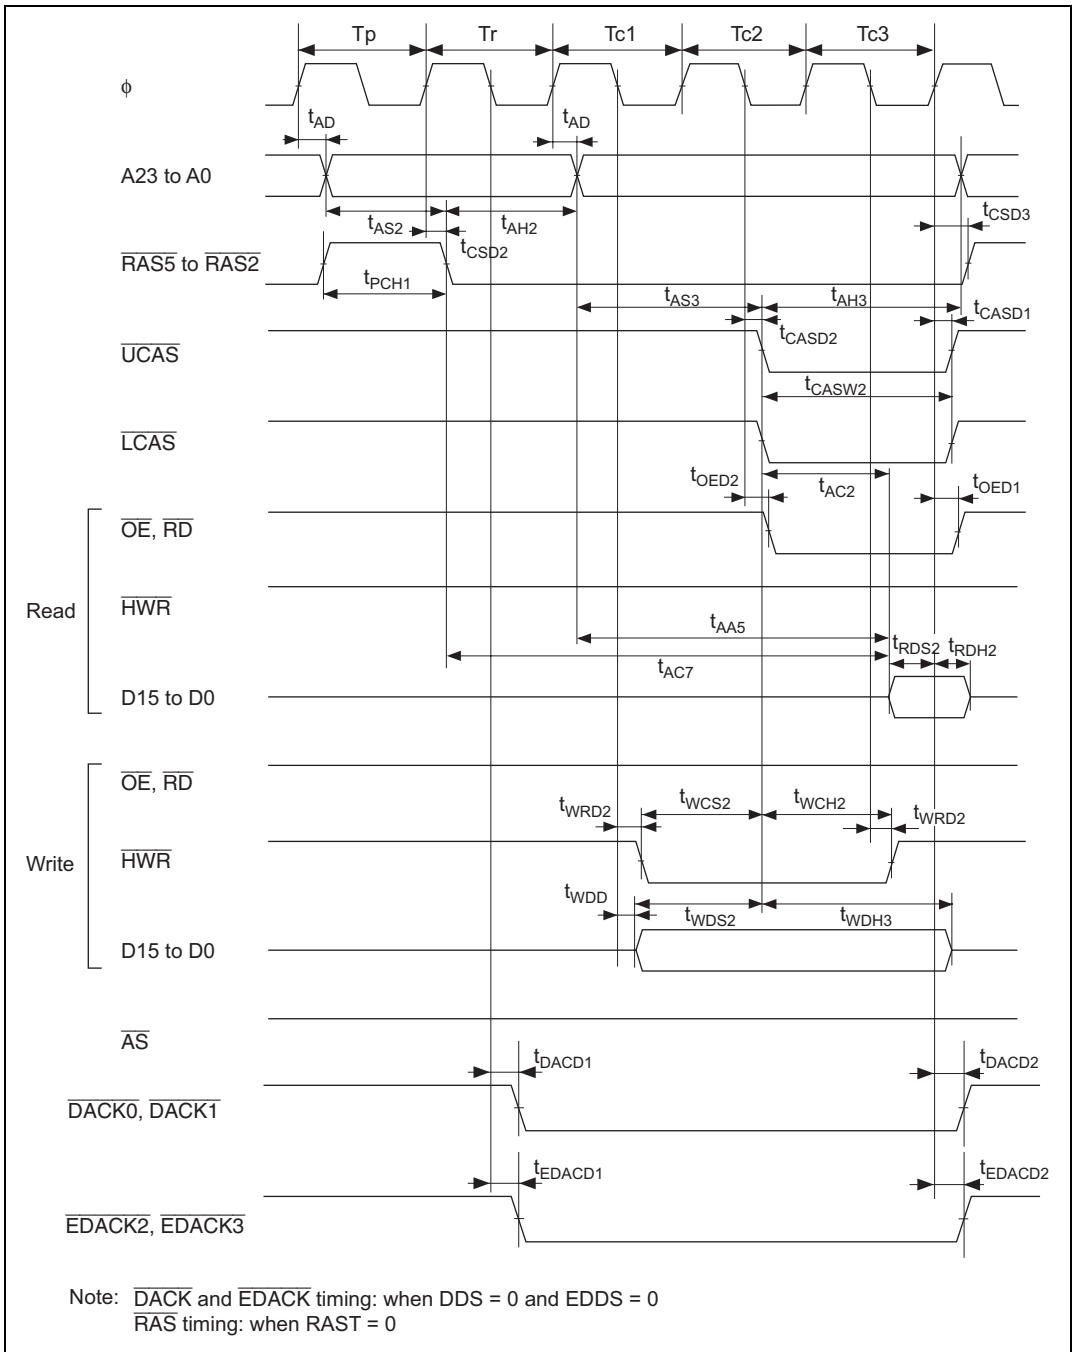 Tp Tr Tc1 Tc2 Tc3
ϕ
tAD tAD
A23 to A0
tAS2 tAH2 tCSD3
tCSD2
RAS5 to RAS2
tPCH1
tAS3 tAH3
tCASD1
tCASD2
UCAS
tCASW2
LCAS
tOED2 tAC2 tOED1
OE, RD
Read
HWR
tAA5
tRDS2 tRDH2
tAC7
D15 to D0
OE, RD
tWCS2 tWCH2
tWRD2 tWRD2
Write
HWR
tWDD
tWDS2 tWDH3
D15 to D0
AS
tDACD1 tDACD2
DACK0, DACK1
tEDACD1 tEDACD2
EDACK2, EDACK3
Note: DACK and EDACK timing: when DDS = 0 and EDDS = 0
RAS timing: when RAST = 0